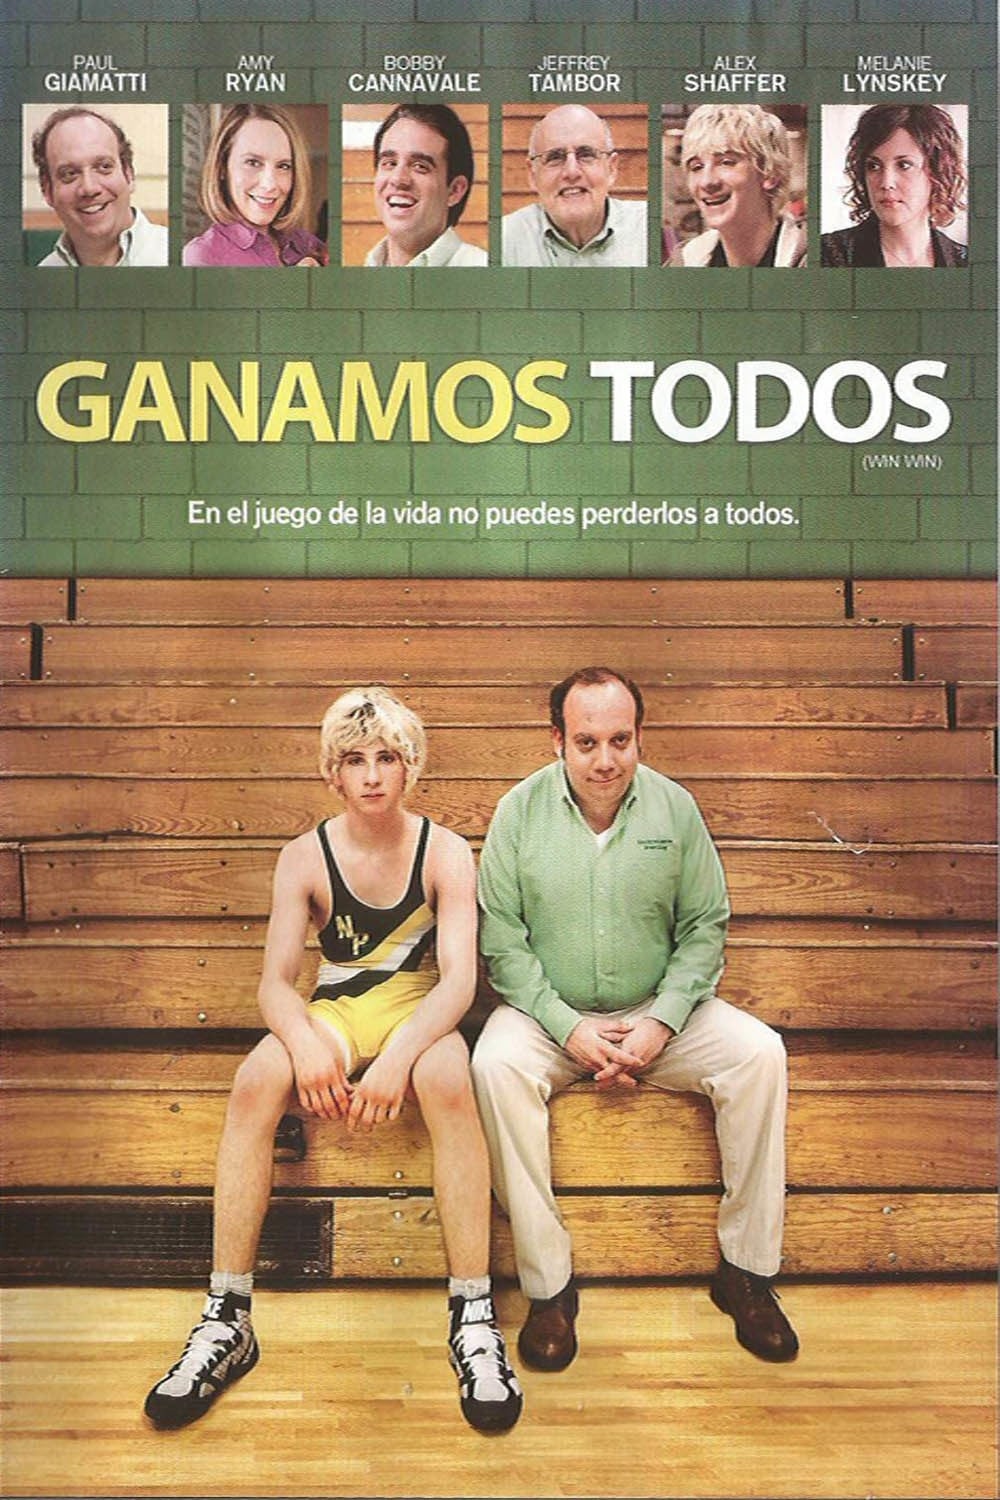 PAUL GIAMATTI
AMY RYAN
BOBBY CANNAVALE
JEFFREY TAMBOR
ALEX SHAFFER
MELANIE LYNSKEY
GANAMOS TODOS
(WIN WIN)
En el juego de la vida no puedes perderlos a todos.
NP
KE
NIKE